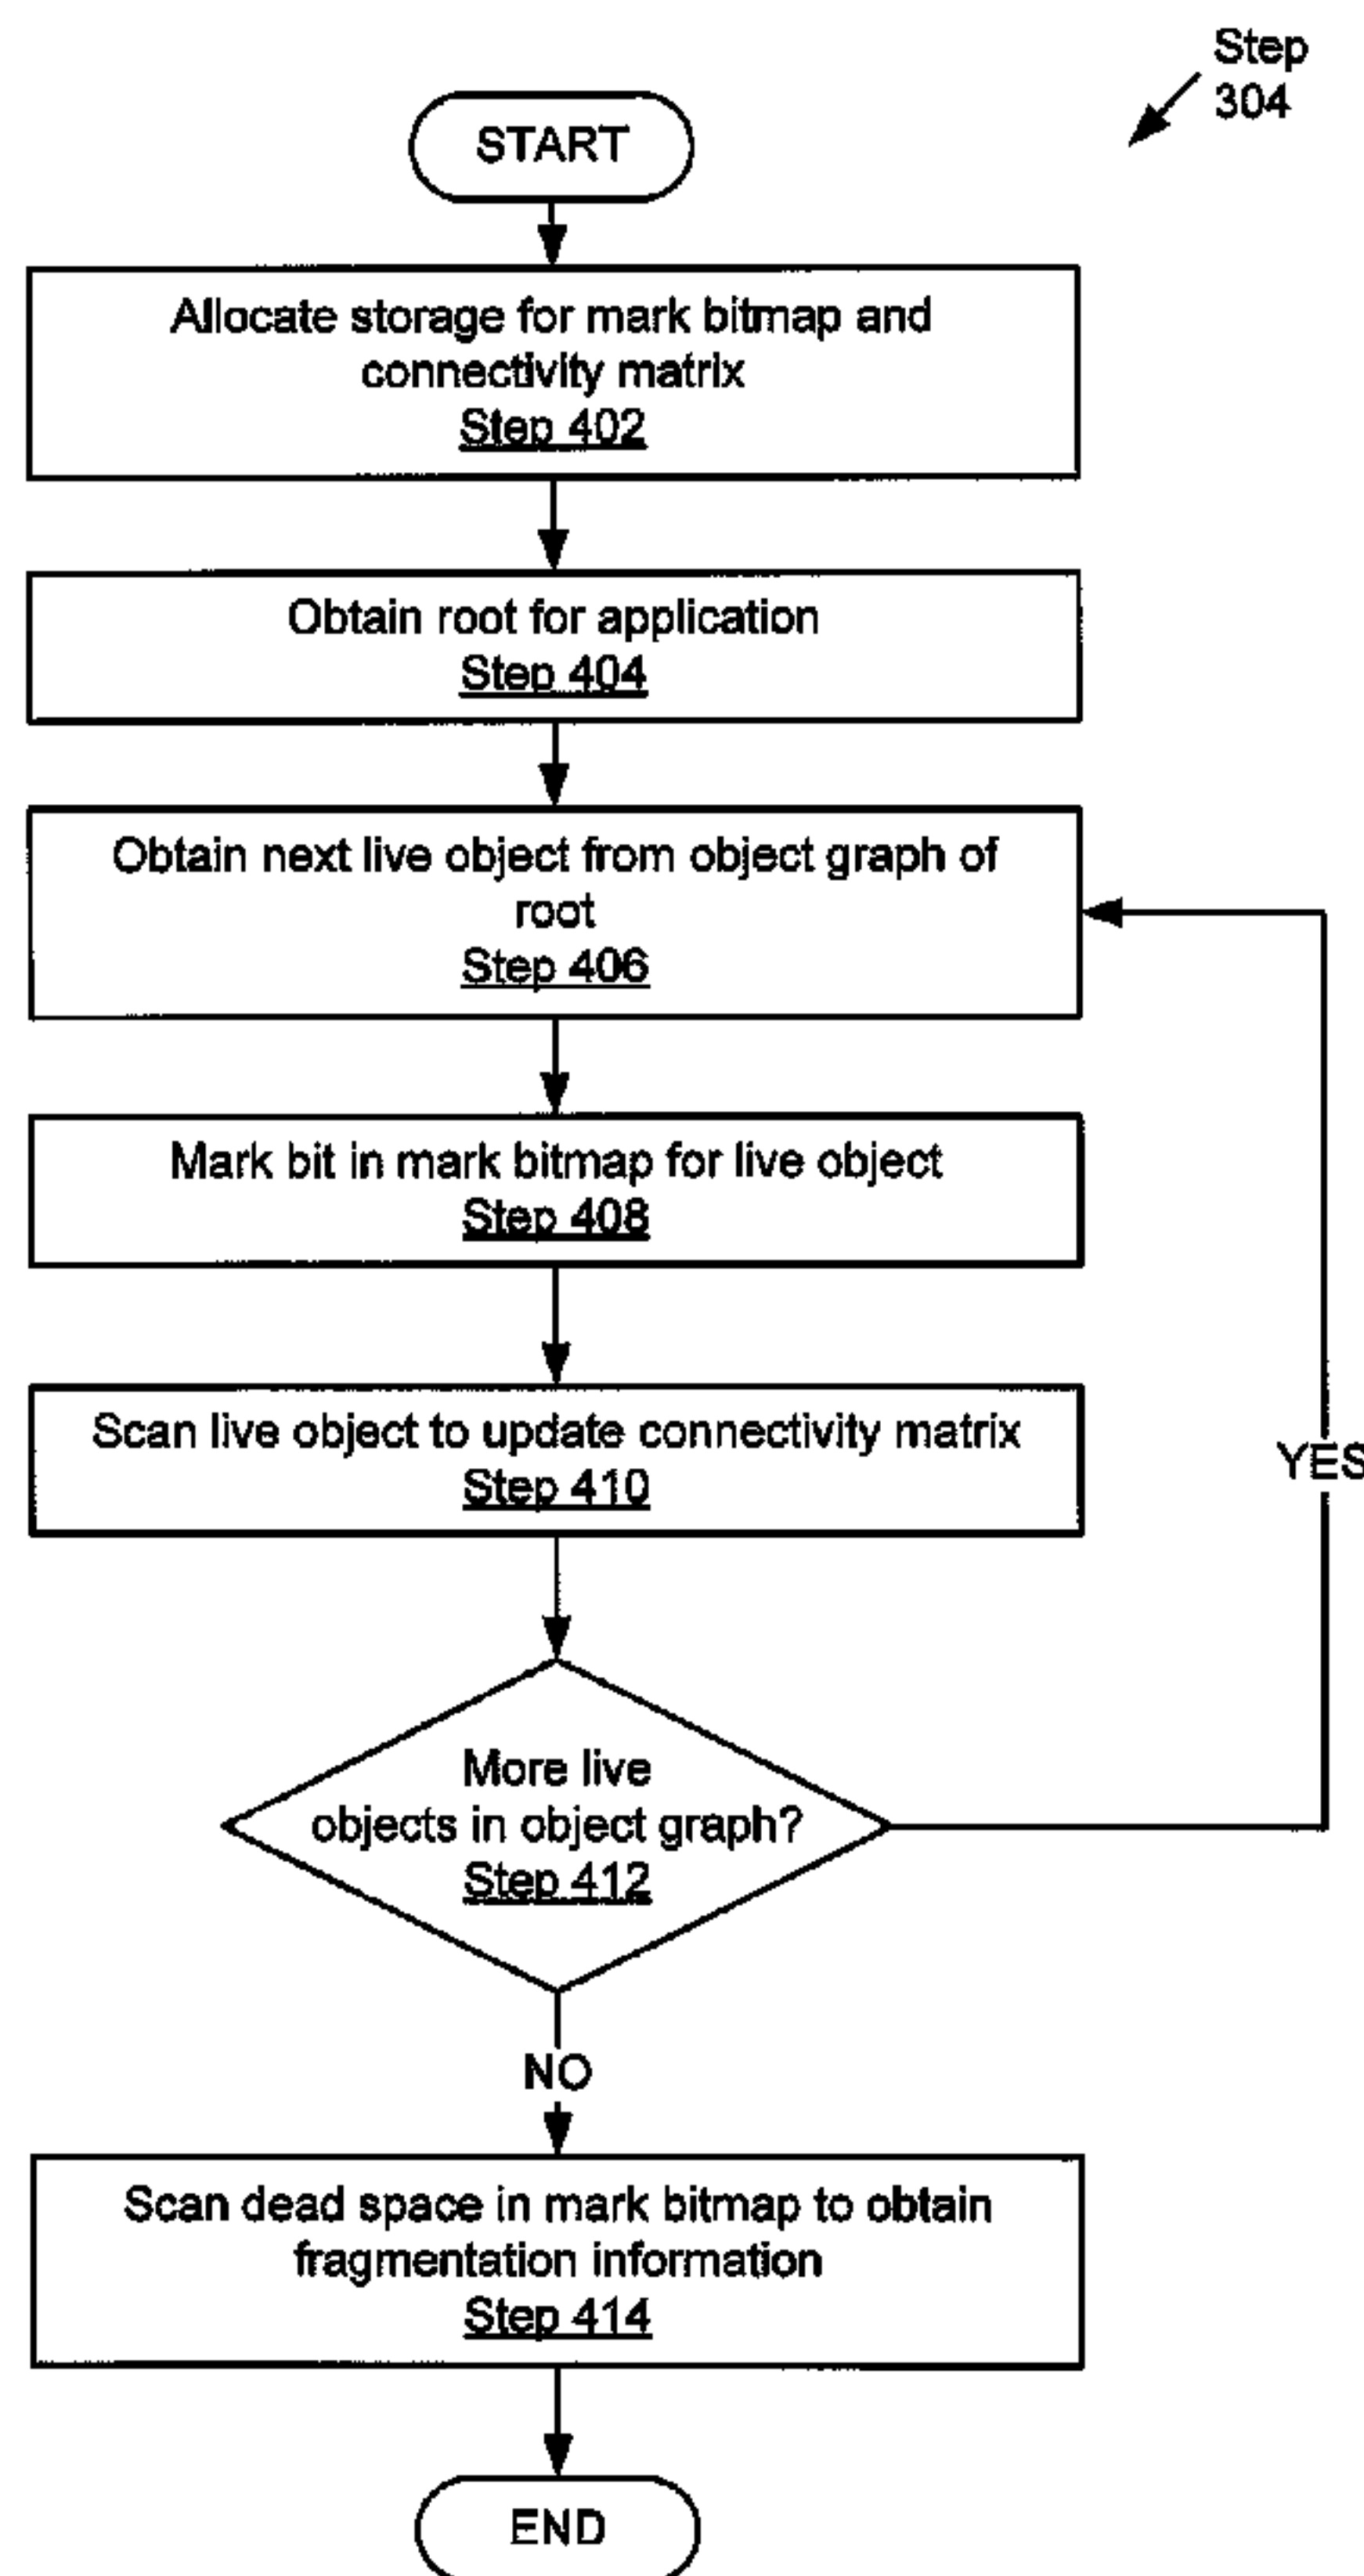 Step
304
START
Allocate storage for mark bitmap and
connectivity matrix
Step 402
Obtain root for application
Step 404
Obtain next live object from object graph of
root
Step 406
Mark bit in mark bitmap for live object
Step 408
Scan live object to update connectivity matrix
Step 410
YES
More live
objects in object graph?
Step 412
NO
Scan dead space in mark bitmap to obtain
fragmentation information
Step 414
END